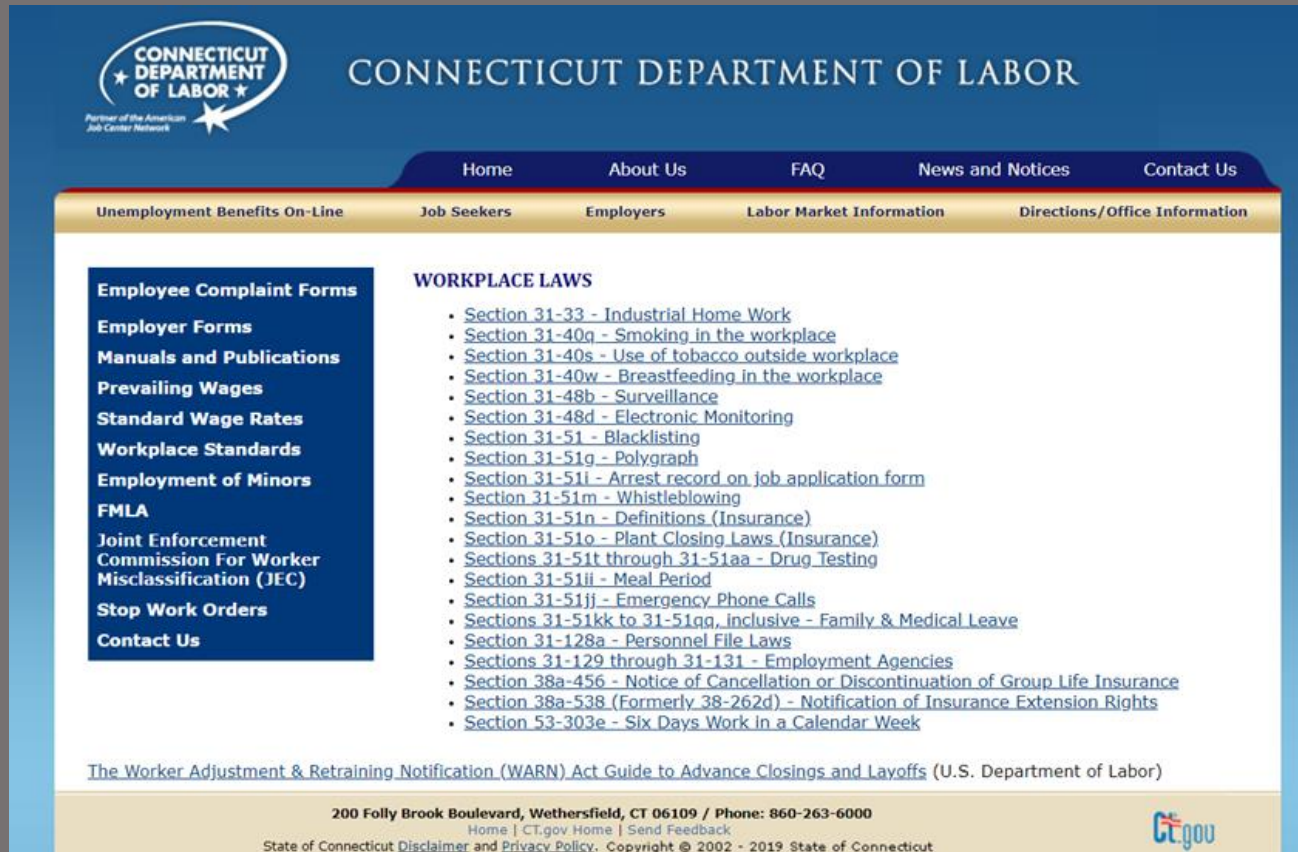 CONNECTICUT
DEPARTMENT
OF LABOR
Partner of the American
Job Center Network
CONNECTICUT DEPARTMENT OF LABOR
Home About Us FAQ News and Notices Contact Us
Unemployment Benefits On-Line Job Seekers Employers Labor Market Information Directions/Office Information
Employee Complaint Forms
Employer Forms
Manuals and Publications
Prevailing Wages
Standard Wage Rates
Workplace Standards
Employment of Minors
FMLA
Joint Enforcement
Commission For Worker
Misclassification (JEC)
Stop Work Orders
Contact Us
WORKPLACE LAWS
• Section 31-33 - Industrial Home Work
• Section 31-40q - Smoking in the workplace
• Section 31-40s - Use of tobacco outside workplace
• Section 31-40w - Breastfeeding in the workplace
• Section 31-48b - Surveillance
• Section 31-48d - Electronic Monitoring
• Section 31-51 - Blacklisting
• Section 31-51g - Polygraph
• Section 31-51i - Arrest record on job application form
• Section 31-51m - Whistleblowing
• Section 31-51n - Definitions (Insurance)
• Section 31-51o - Plant Closing Laws (Insurance)
• Sections 31-51t through 31-51aa - Drug Testing
• Section 31-51ii - Meal Period
• Section 31-51jj - Emergency Phone Calls
• Sections 31-51kk to 31-51qq, inclusive - Family & Medical Leave
• Section 31-128a - Personnel File Laws
• Sections 31-129 through 31-131 - Employment Agencies
• Section 38a-456 - Notice of Cancellation or Discontinuation of Group Life Insurance
• Section 38a-538 (Formerly 38-262d) - Notification of Insurance Extension Rights
• Section 53-303e - Six Days Work in a Calendar Week
The Worker Adjustment & Retraining Notification (WARN) Act Guide to Advance Closings and Layoffs (U.S. Department of Labor)
200 Folly Brook Boulevard, Wethersfield, CT 06109 / Phone: 860-263-6000
Home | CT.gov Home | Send Feedback
State of Connecticut Disclaimer and Privacy Policy. Copyright © 2002 - 2019 State of Connecticut
Ct.gov